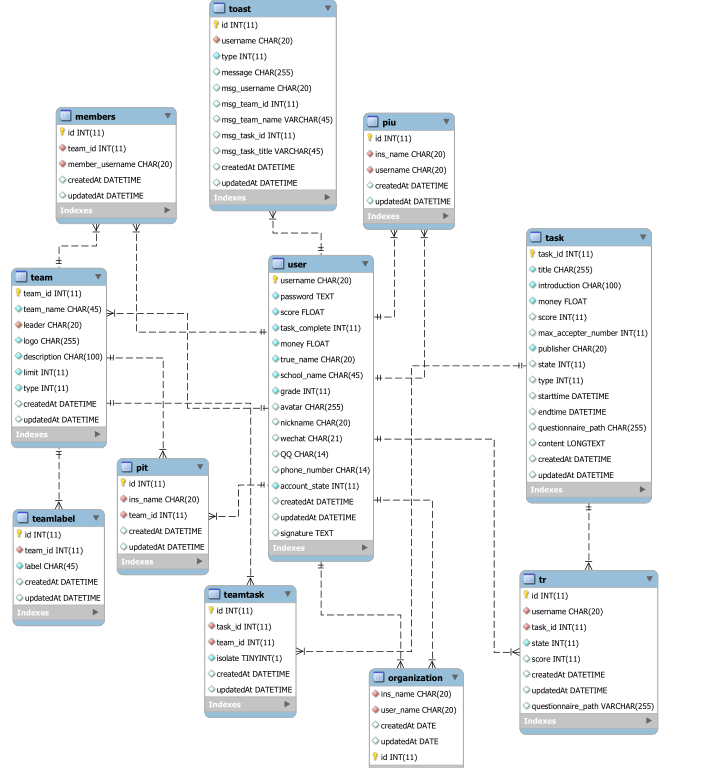 toast
id INT(11)
username CHAR(20)
type INT(11)
message CHAR(255)
msg_username CHAR(20)
msg_team_id INT(11)
msg_team_name VARCHAR(45)
msg_task_id INT(11)
msg_task_title VARCHAR(45)
createdAt DATETIME
updatedAt DATETIME
Indexes
members
id INT(11)
team_id INT(11)
member_username CHAR(20)
createdAt DATETIME
updatedAt DATETIME
Indexes
piu
id INT(11)
ins_name CHAR(20)
username CHAR(20)
createdAt DATETIME
updatedAt DATETIME
Indexes
task
task_id INT(11)
title CHAR(255)
introduction CHAR(100)
money FLOAT
score INT(11)
max_accepter_number INT(11)
publisher CHAR(20)
state INT(11)
type INT(11)
starttime DATETIME
endtime DATETIME
questionnaire_path CHAR(255)
content LONGTEXT
createdAt DATETIME
updatedAt DATETIME
Indexes
user
username CHAR(20)
password TEXT
score FLOAT
task_complete INT(11)
money FLOAT
true_name CHAR(20)
school_name CHAR(45)
grade INT(11)
avatar CHAR(255)
nickname CHAR(20)
wechat CHAR(21)
QQ CHAR(14)
phone_number CHAR(14)
account_state INT(11)
createdAt DATETIME
updatedAt DATETIME
signature TEXT
Indexes
team
team_id INT(11)
team_name CHAR(45)
leader CHAR(20)
logo CHAR(255)
description CHAR(100)
limit INT(11)
type INT(11)
createdAt DATETIME
updatedAt DATETIME
Indexes
pit
id INT(11)
ins_name CHAR(20)
team_id INT(11)
createdAt DATETIME
updatedAt DATETIME
Indexes
teamlabel
id INT(11)
team_id INT(11)
label CHAR(45)
createdAt DATETIME
updatedAt DATETIME
Indexes
teamtask
id INT(11)
task_id INT(11)
team_id INT(11)
isolate TINYINT(1)
createdAt DATETIME
updatedAt DATETIME
Indexes
tr
id INT(11)
username CHAR(20)
task_id INT(11)
state INT(11)
score INT(11)
createdAt DATETIME
updatedAt DATETIME
questionnaire_path VARCHAR(255)
Indexes
organization
ins_name CHAR(20)
user_name CHAR(20)
createdAt DATE
updatedAt DATE
id INT(11)